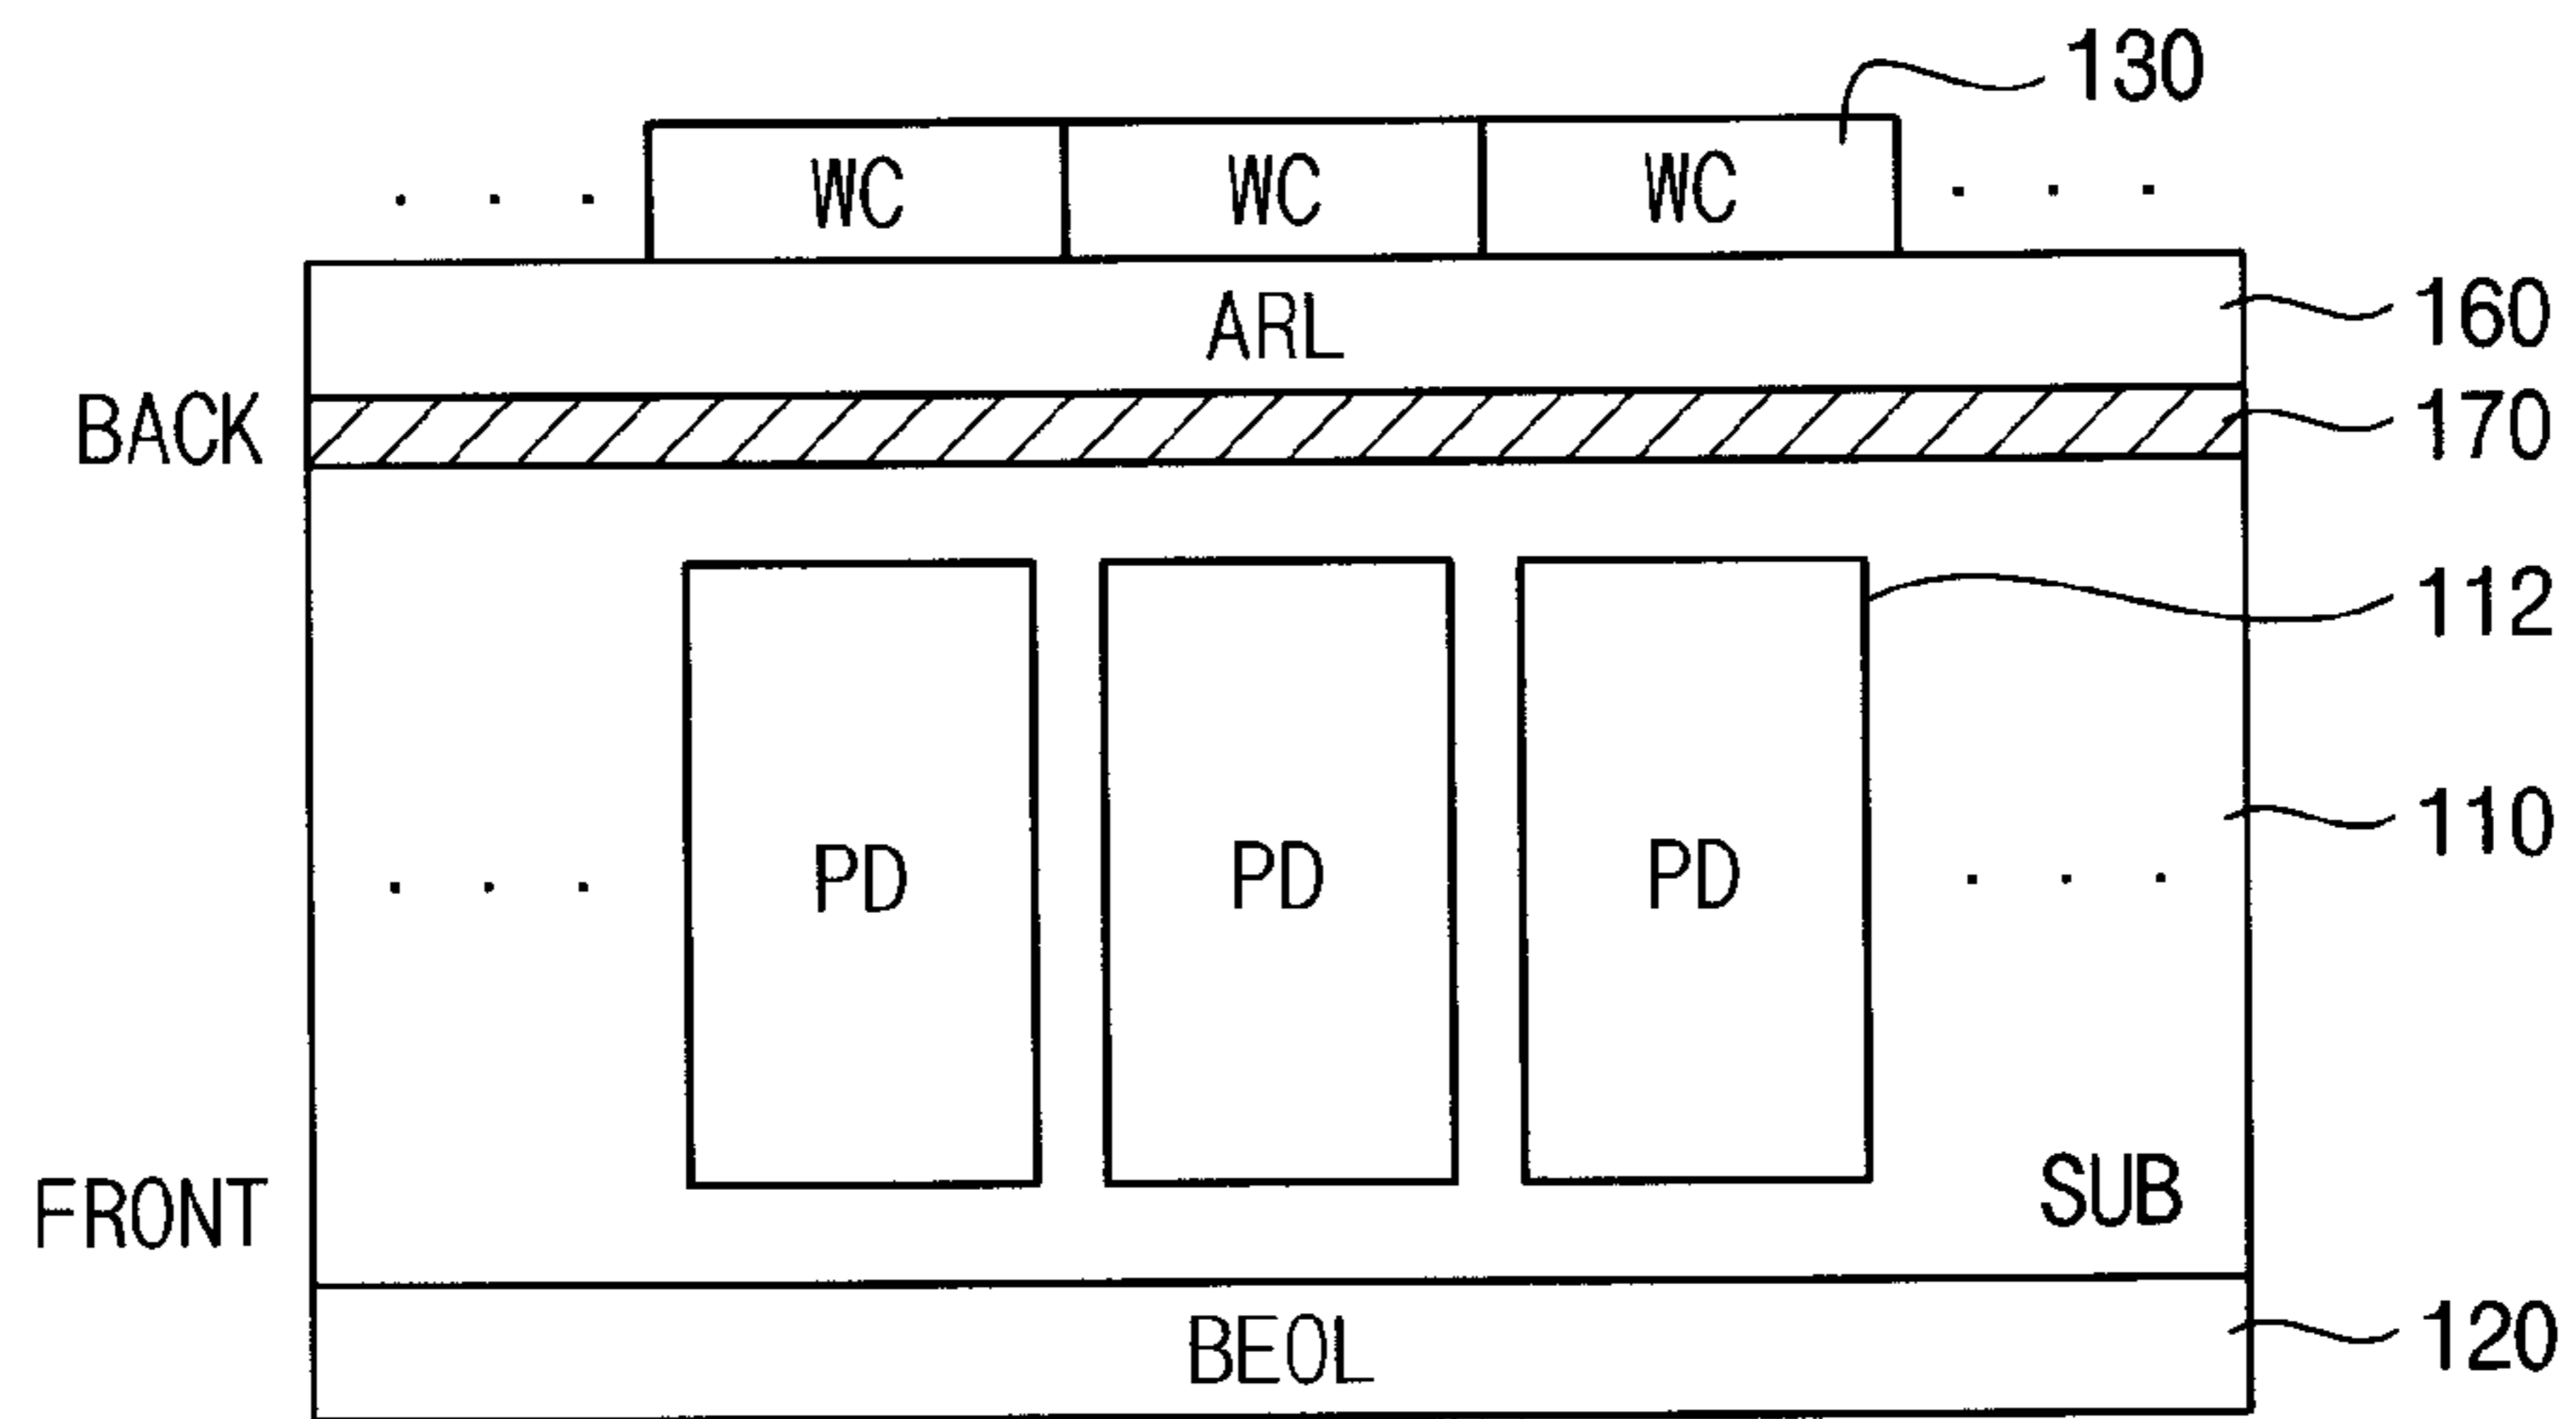 130
WC WC WC
ARL 160
BACK 170
112
110
PD PD PD
FRONT SUB
BEOL 120